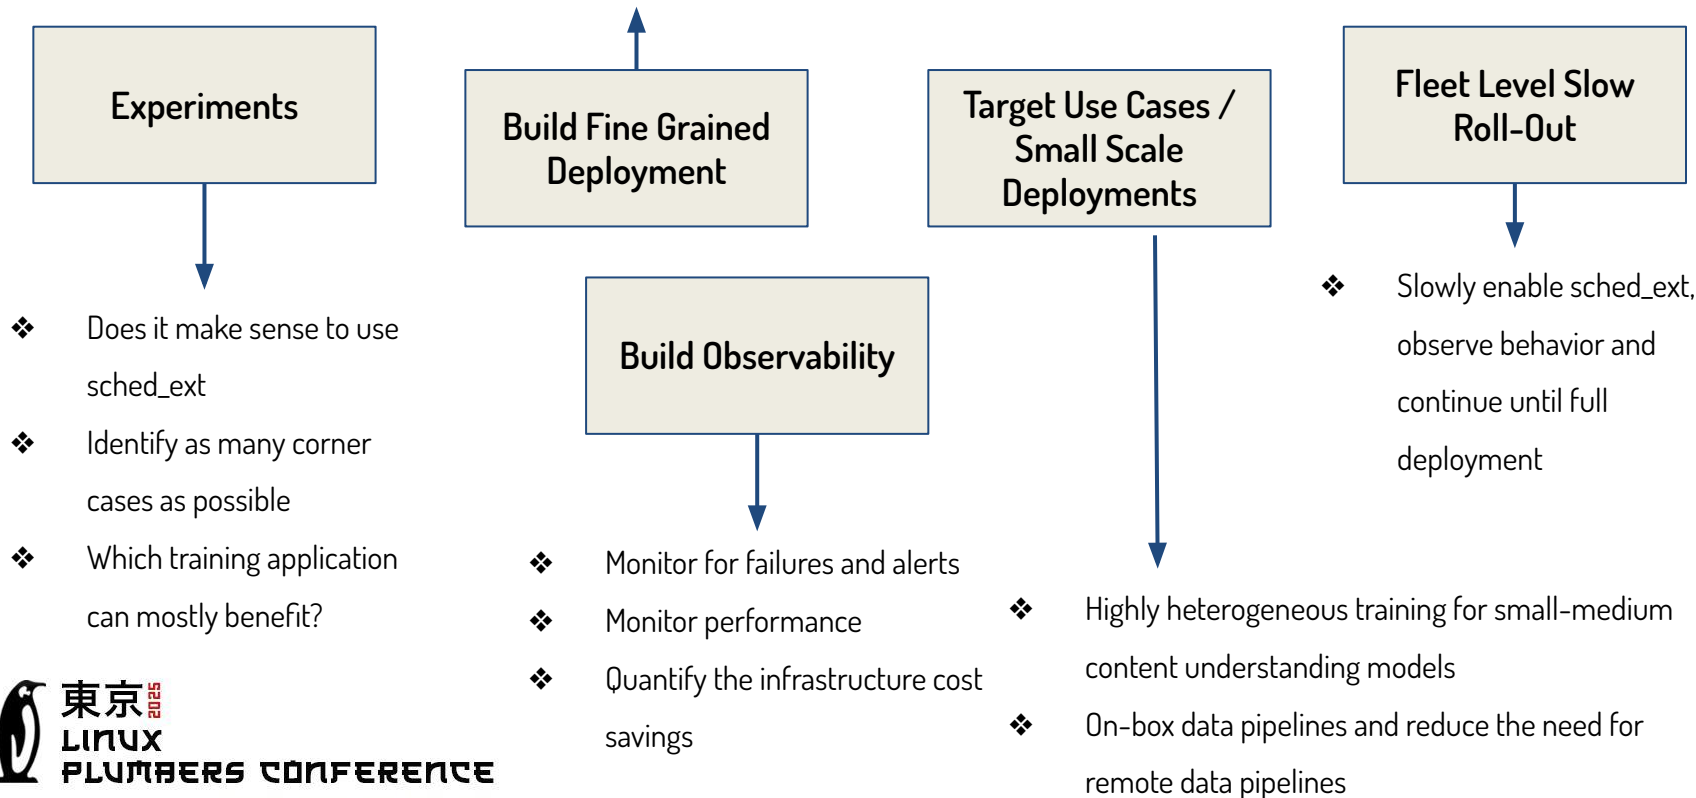 Experiments
❖ Does it make sense to use
sched_ext
❖ Identify as many corner
cases as possible
❖ Which training application
can mostly benefit?
Build Fine Grained
Deployment
Build Observability
❖ Monitor for failures and alerts
❖ Monitor performance
❖ Quantify the infrastructure cost
savings
Target Use Cases /
Small Scale
Deployments
❖ Highly heterogeneous training for small-medium
content understanding models
❖ On-box data pipelines and reduce the need for
remote data pipelines
Fleet Level Slow
Roll-Out
❖ Slowly enable sched_ext,
observe behavior and
continue until full
deployment
東京 2025
LINUX
PLUMBERS CONFERENCE